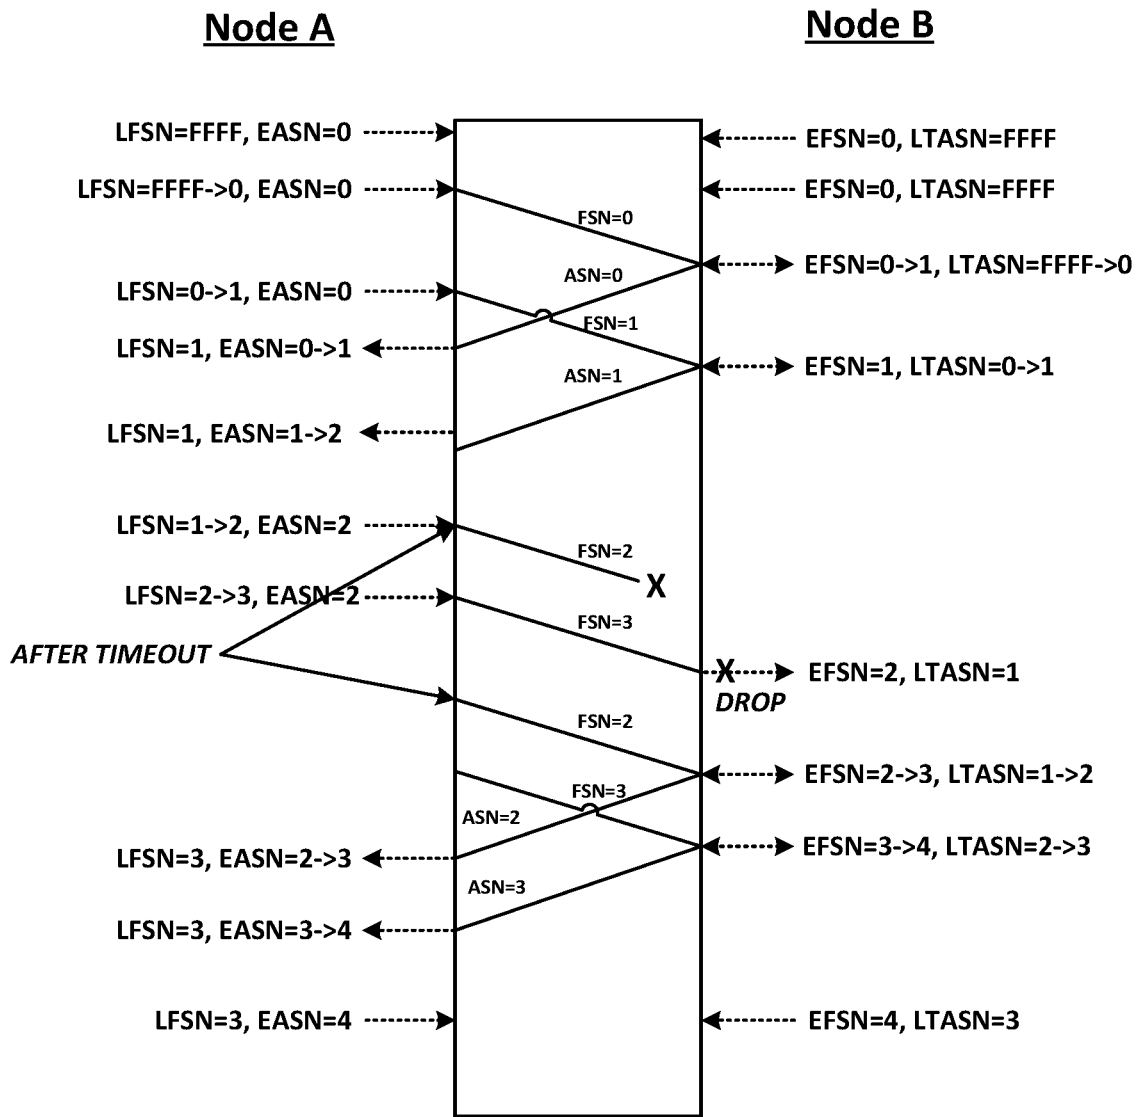 Node A
Node B
LFSN=FFFF, EASN=0
EFSN=0, LTASN=FFFF
LFSN=FFFF->0, EASN=0
EFSN=0, LTASN=FFFF
FSN=0
ASN=0
EFSN=0->1, LTASN=FFFF->0
LFSN=0->1, EASN=0
FSN=1
LFSN=1, EASN=0->1
ASN=1
EFSN=1, LTASN=0->1
LFSN=1, EASN=1->2
LFSN=1->2, EASN=2
FSN=2
X
LFSN=2->3, EASN=2
FSN=3
AFTER TIMEOUT
X
EFSN=2, LTASN=1
DROP
FSN=2
EFSN=2->3, LTASN=1->2
FSN=3
ASN=2
LFSN=3, EASN=2->3
EFSN=3->4, LTASN=2->3
ASN=3
LFSN=3, EASN=3->4
LFSN=3, EASN=4
EFSN=4, LTASN=3